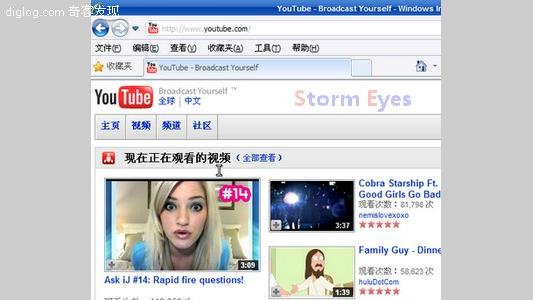 diglog.com 奇客发现
YouTube - Broadcast Yourself - Windows In
http://www.youtube.com/
文件(F) 编辑(E) 查看(V) 收藏夹(A) 工具(T) 帮助(H)
收藏夹 YouTube - Broadcast Yourself
YouTube Broadcast Yourself ™
全球 | 中文
Storm Eyes
主页 视频 频道 社区
现在正在观看的视频 (全部查看)
#14
3:09
Ask iJ #14: Rapid fire questions!
3:37
Cobra Starship Ft.
Good Girls Go Bad
观看次数：81,798 次
nemislovexoxo
1:39
Family Guy - Dinne
观看次数：58,623 次
huluDotCom